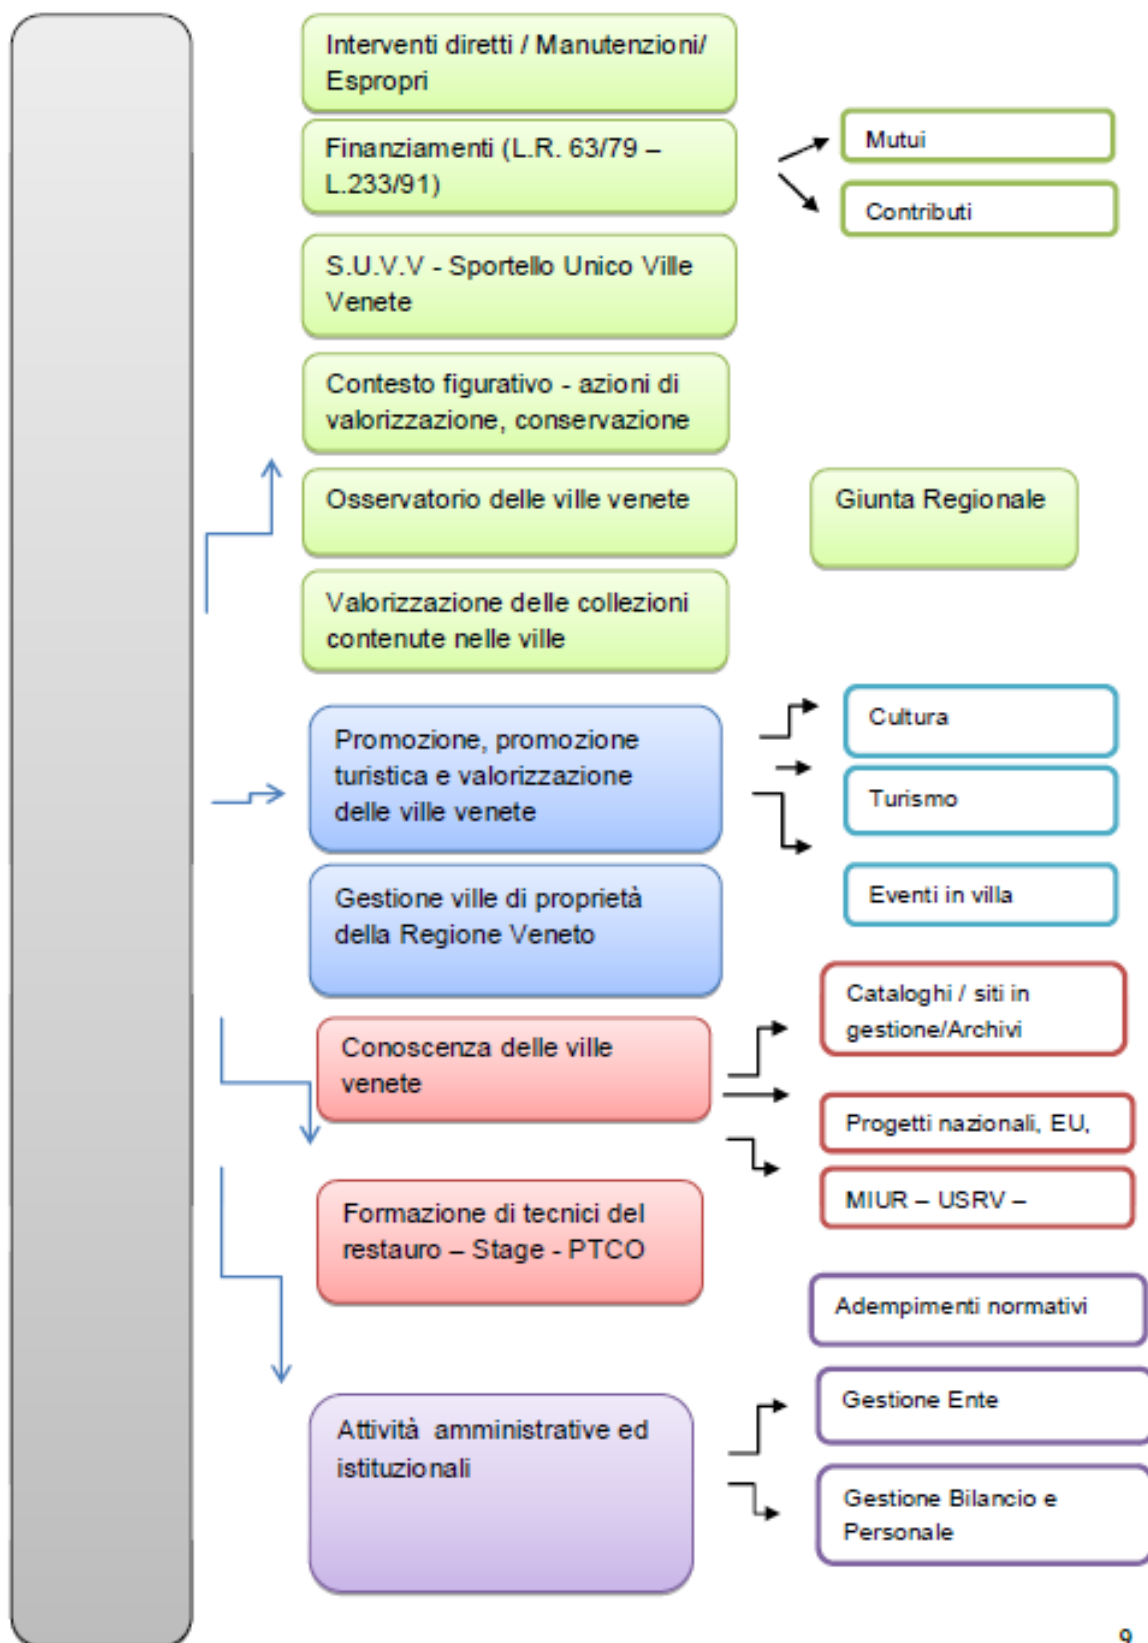 Interventi diretti / Manutenzioni/
Espropri
Finanziamenti (L.R. 63/79 –
L.233/91)
Mutui
Contributi
S.U.V.V - Sportello Unico Ville
Venete
Contesto figurativo - azioni di
valorizzazione, conservazione
Osservatorio delle ville venete
Giunta Regionale
Valorizzazione delle collezioni
contenute nelle ville
Promozione, promozione
turistica e valorizzazione
delle ville venete
Cultura
Turismo
Eventi in villa
Gestione ville di proprietà
della Regione Veneto
Conoscenza delle ville
venete
Cataloghi / siti in
gestione/Archivi
Progetti nazionali, EU,
MIUR – USRV –
Formazione di tecnici del
restauro – Stage - PTCO
Adempimenti normativi
Attività amministrative ed
istituzionali
Gestione Ente
Gestione Bilancio e
Personale
9